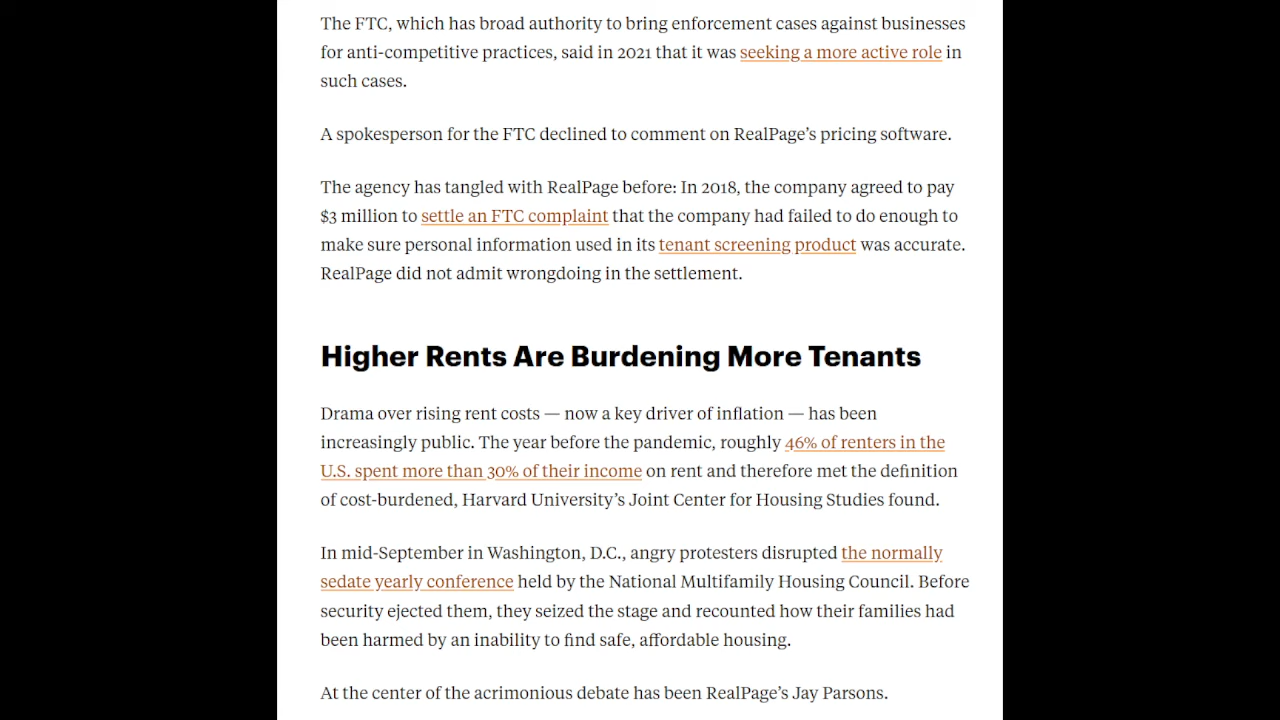 The FTC, which has broad authority to bring enforcement cases against businesses
for anti-competitive practices, said in 2021 that it was seeking a more active role in
such cases.
A spokesperson for the FTC declined to comment on RealPage’s pricing software.
The agency has tangled with RealPage before: In 2018, the company agreed to pay
$3 million to settle an FTC complaint that the company had failed to do enough to
make sure personal information used in its tenant screening product was accurate.
RealPage did not admit wrongdoing in the settlement.
Higher Rents Are Burdening More Tenants
Drama over rising rent costs — now a key driver of inflation — has been
increasingly public. The year before the pandemic, roughly 46% of renters in the
U.S. spent more than 30% of their income on rent and therefore met the definition
of cost-burdened, Harvard University’s Joint Center for Housing Studies found.
In mid-September in Washington, D.C., angry protesters disrupted the normally
sedate yearly conference held by the National Multifamily Housing Council. Before
security ejected them, they seized the stage and recounted how their families had
been harmed by an inability to find safe, affordable housing.
At the center of the acrimonious debate has been RealPage’s Jay Parsons.